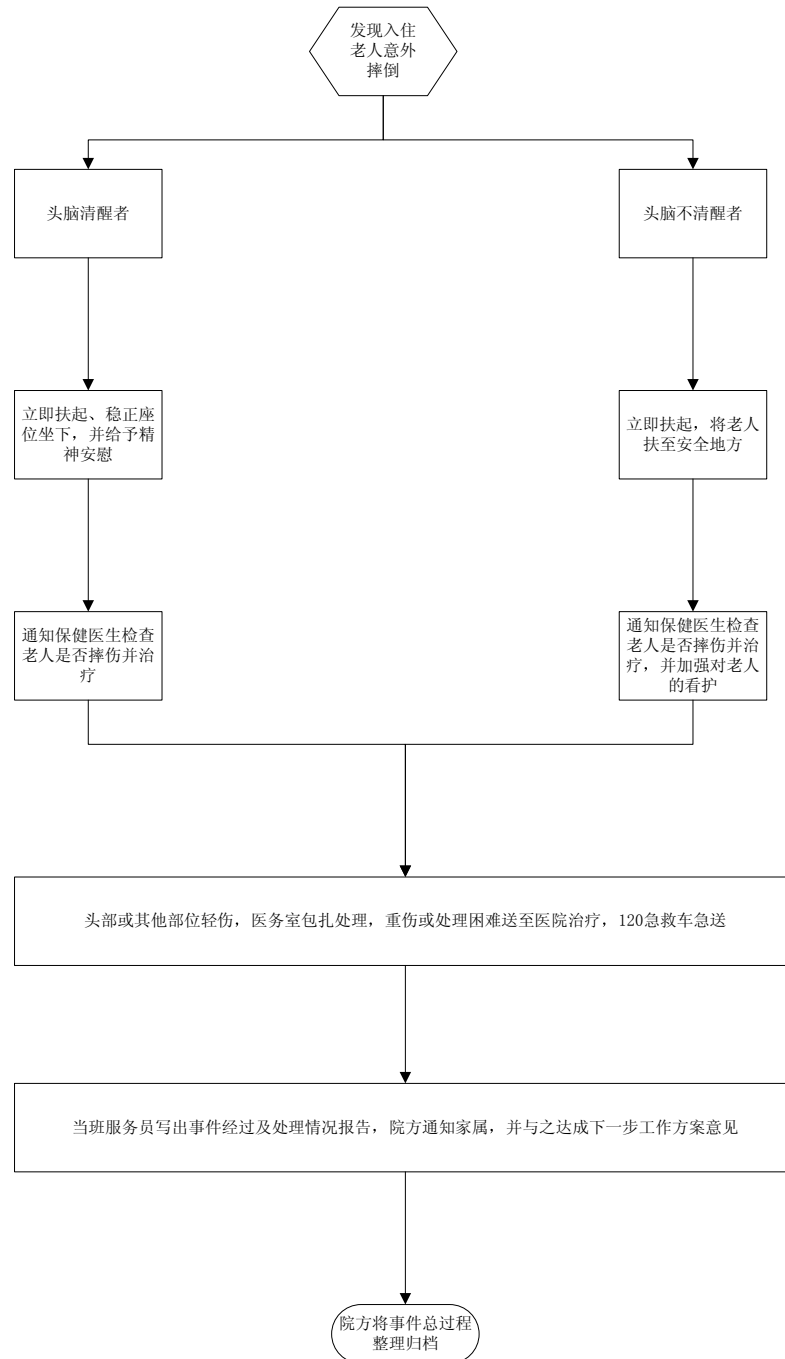 发现入住
老人意外
摔倒
头脑清醒者
头脑不清醒者
立即扶起、稳正座
位坐下，并给予精
神安慰
立即扶起，将老人
扶至安全地方
通知保健医生检查
老人是否摔伤并治
疗
通知保健医生检查
老人是否摔伤并治
疗，并加强对老人
的看护
头部或其他部位轻伤，医务室包扎处理，重伤或处理困难送至医院治疗，120急救车急送
当班服务员写出事件经过及处理情况报告，院方通知家属，并与之达成下一步工作方案意见
院方将事件总过程
整理归档